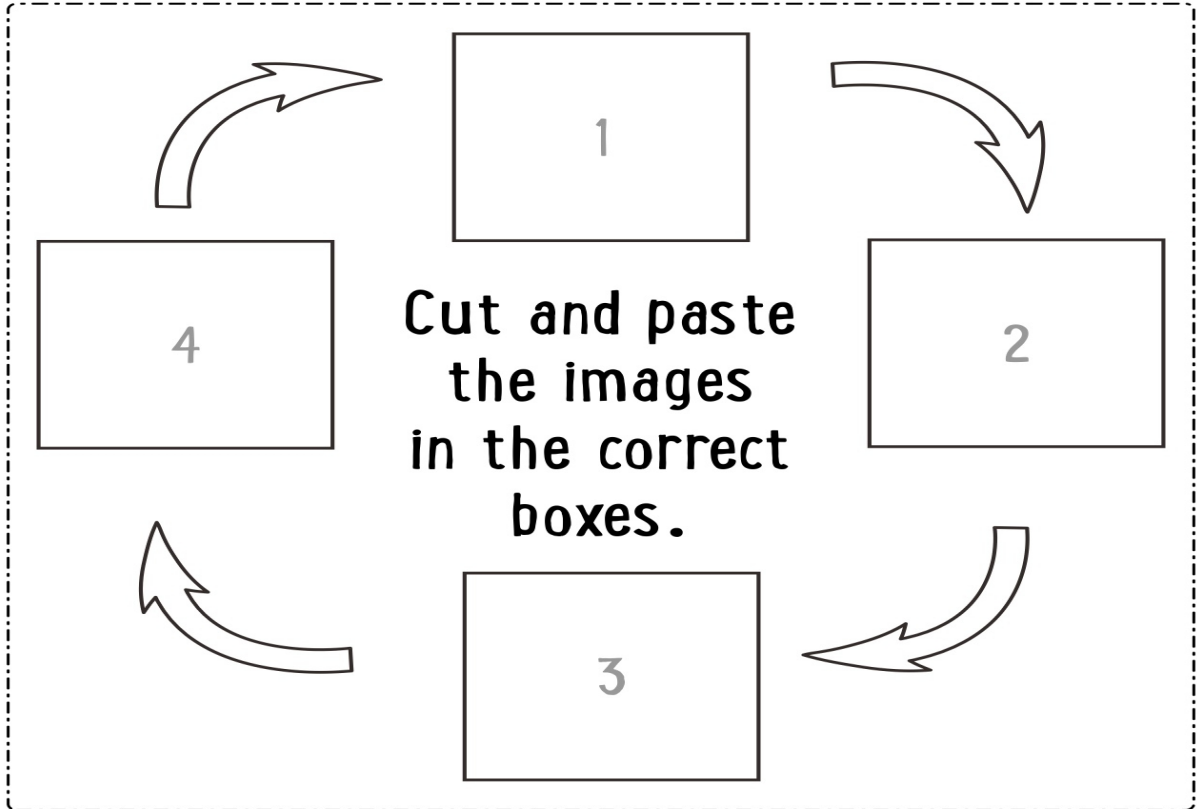 1
4
2
Cut and paste
the images
in the correct
boxes.
3